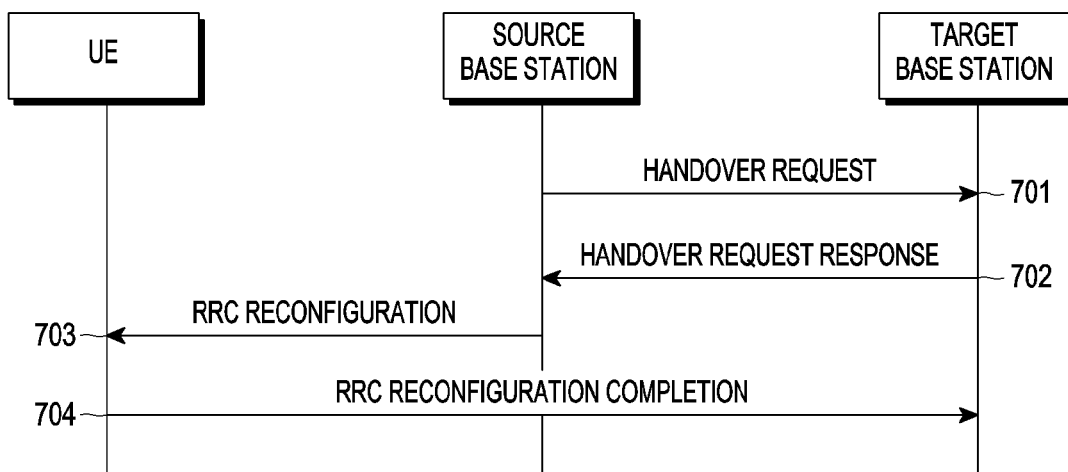 UE
SOURCE
BASE STATION
TARGET
BASE STATION
HANDOVER REQUEST
701
HANDOVER REQUEST RESPONSE
702
RRC RECONFIGURATION
703
RRC RECONFIGURATION COMPLETION
704